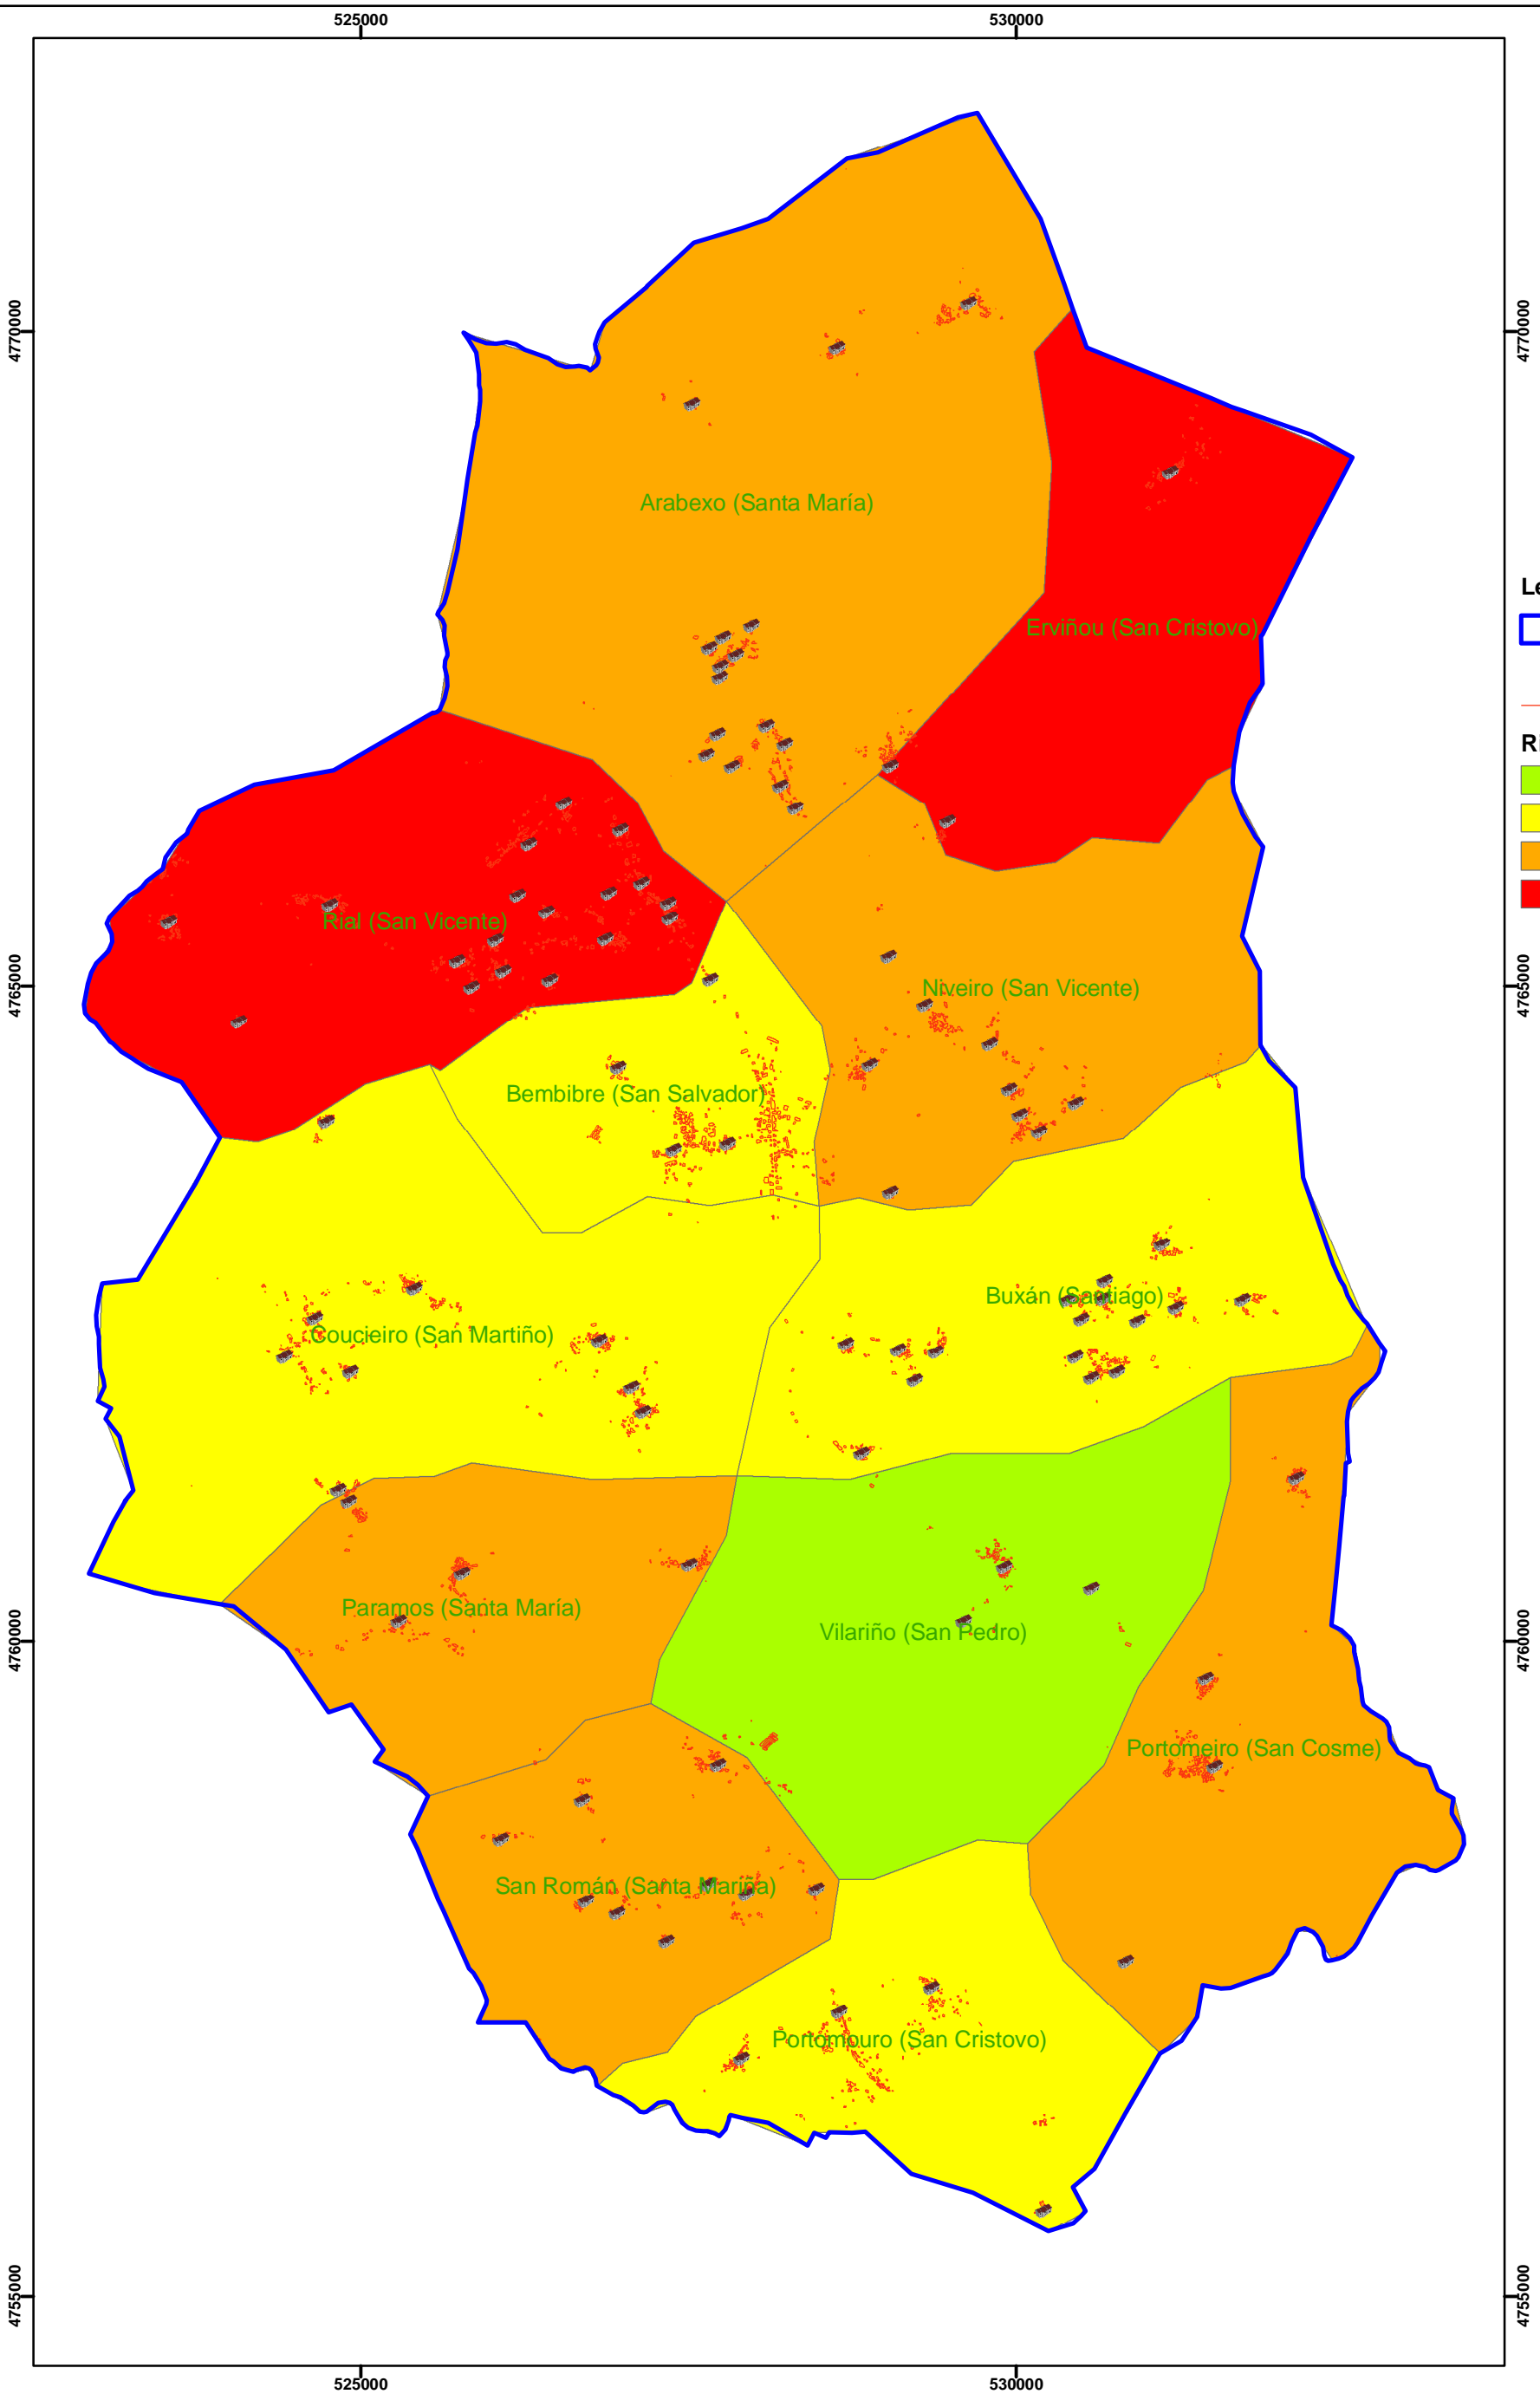 525000
530000
4770000
4770000
Arabexo (Santa María)
Le
Erviñou (San Cristovo)
Rial (San Vicente)
4765000
Niveiro (San Vicente)
4765000
Bembibre (San Salvador)
Buxán (Santiago)
Coucieiro (San Martiño)
Paramos (Santa María)
Vilariño (San Pedro)
4760000
4760000
Portomeiro (San Cosme)
San Román (Santa Mariña)
Portomouro (San Cristovo)
4755000
4755000
525000
530000